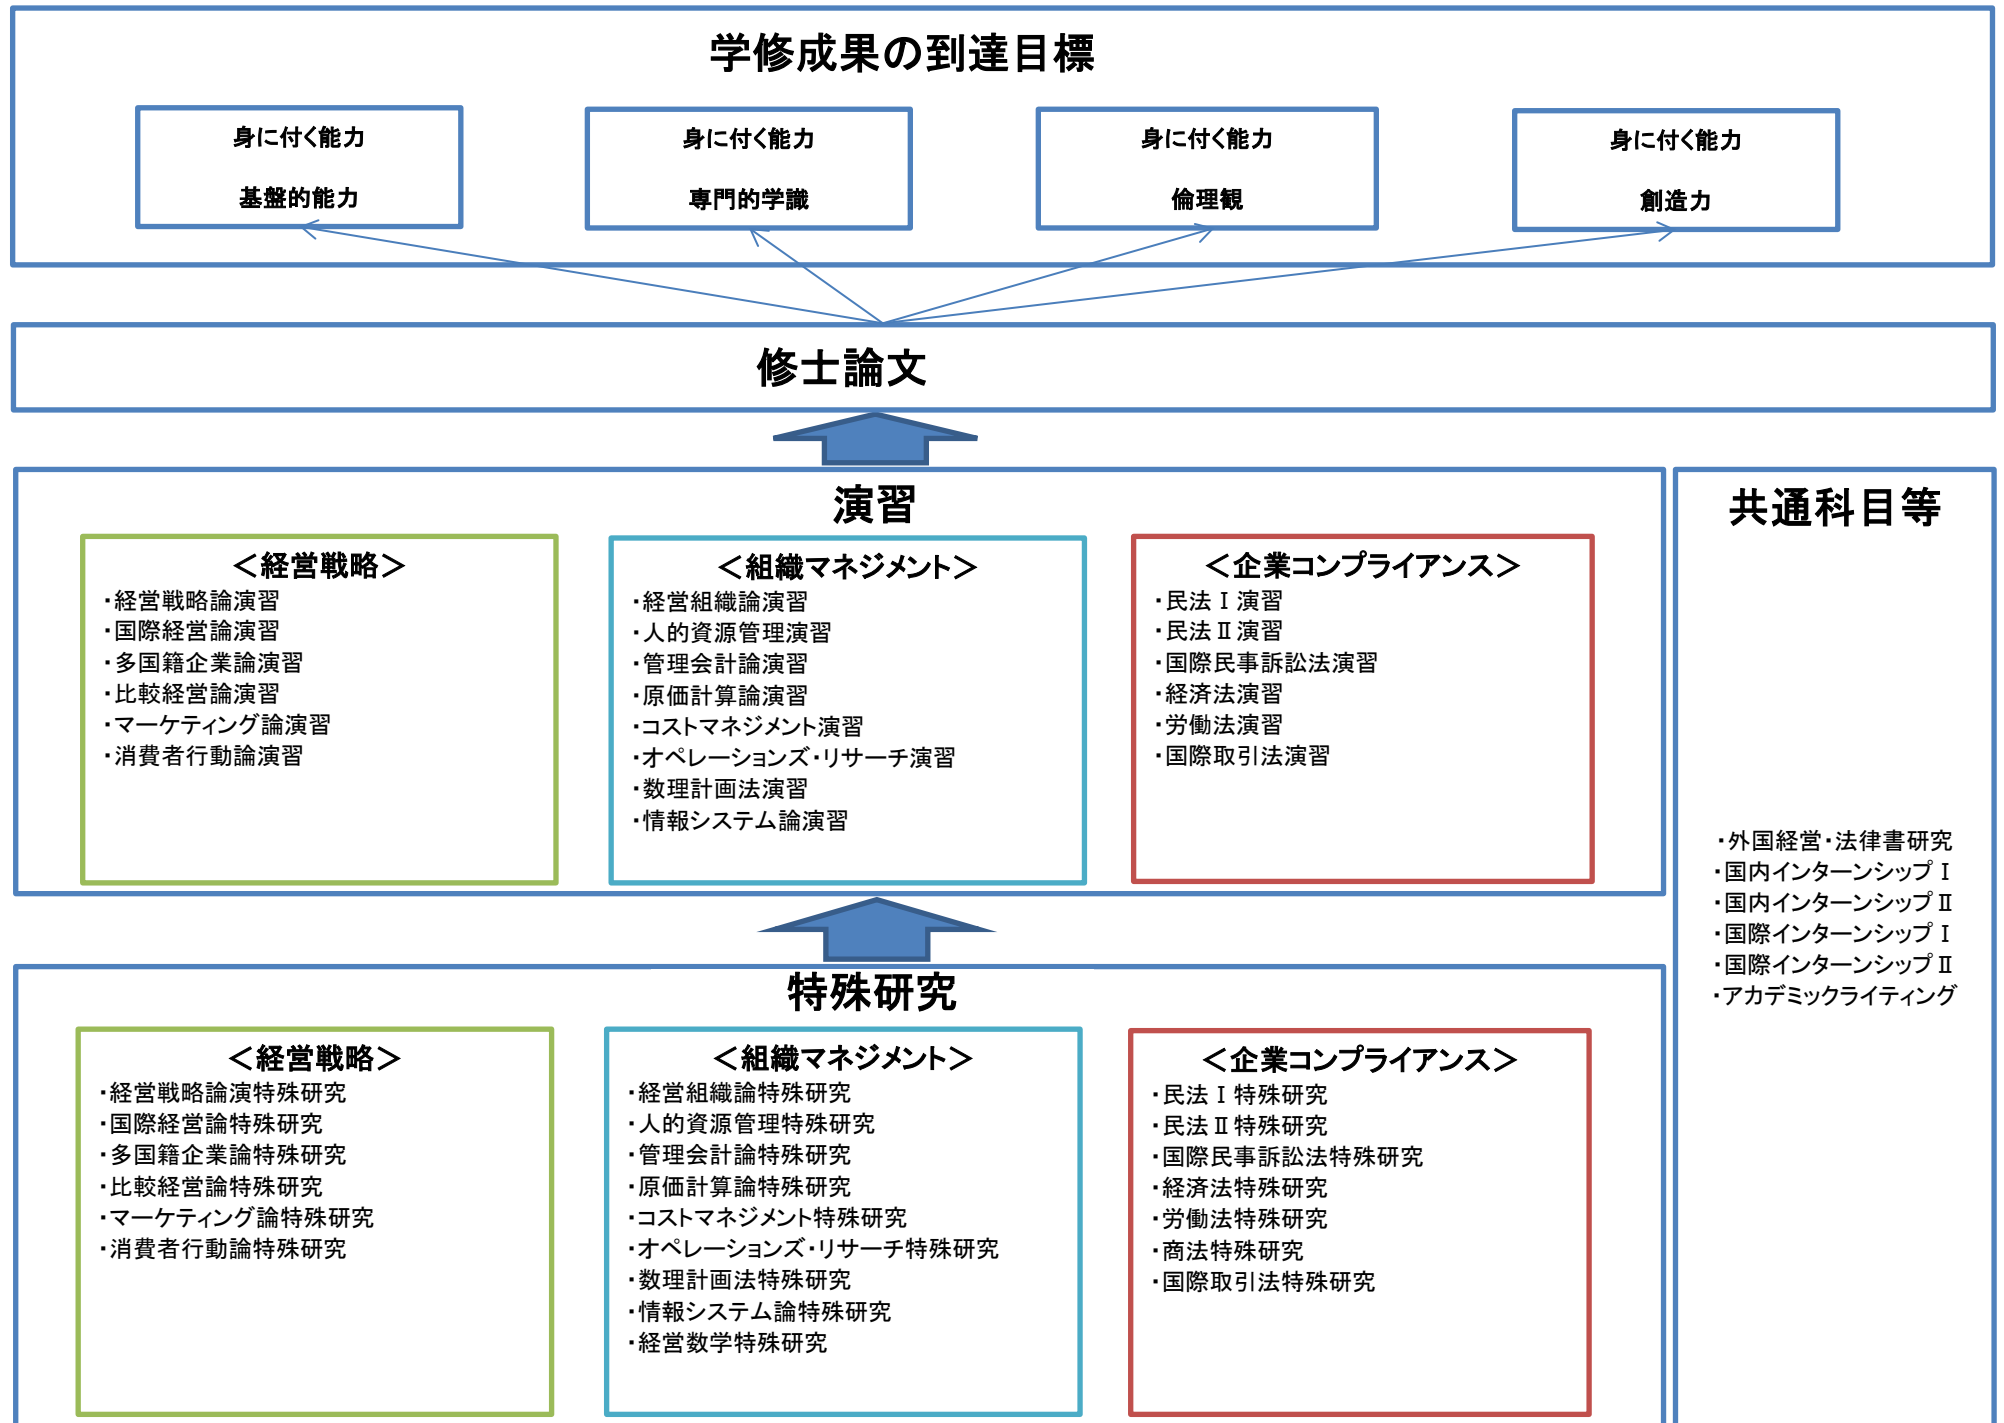 学修成果の到達目標
身に付く能力
基盤的能力
身に付く能力
専門的学識
身に付く能力
倫理観
身に付く能力
創造力
修士論文
演習
＜経営戦略＞
・経営戦略論演習
・国際経営論演習
・多国籍企業論演習
・比較経営論演習
・マーケティング論演習
・消費者行動論演習
＜組織マネジメント＞
・経営組織論演習
・人的資源管理演習
・管理会計論演習
・原価計算論演習
・コストマネジメント演習
・オペレーションズ・リサーチ演習
・数理計画法演習
・情報システム論演習
＜企業コンプライアンス＞
・民法Ⅰ演習
・民法Ⅱ演習
・国際民事訴訟法演習
・経済法演習
・労働法演習
・国際取引法演習
共通科目等
・外国経営・法律書研究
・国内インターンシップⅠ
・国内インターンシップⅡ
・国際インターンシップⅠ
・国際インターンシップⅡ
・アカデミックライティング
特殊研究
＜経営戦略＞
・経営戦略論演特殊研究
・国際経営論特殊研究
・多国籍企業論特殊研究
・比較経営論特殊研究
・マーケティング論特殊研究
・消費者行動論特殊研究
＜組織マネジメント＞
・経営組織論特殊研究
・人的資源管理特殊研究
・管理会計論特殊研究
・原価計算論特殊研究
・コストマネジメント特殊研究
・オペレーションズ・リサーチ特殊研究
・数理計画法特殊研究
・情報システム論特殊研究
・経営数学特殊研究
＜企業コンプライアンス＞
・民法Ⅰ特殊研究
・民法Ⅱ特殊研究
・国際民事訴訟法特殊研究
・経済法特殊研究
・労働法特殊研究
・商法特殊研究
・国際取引法特殊研究